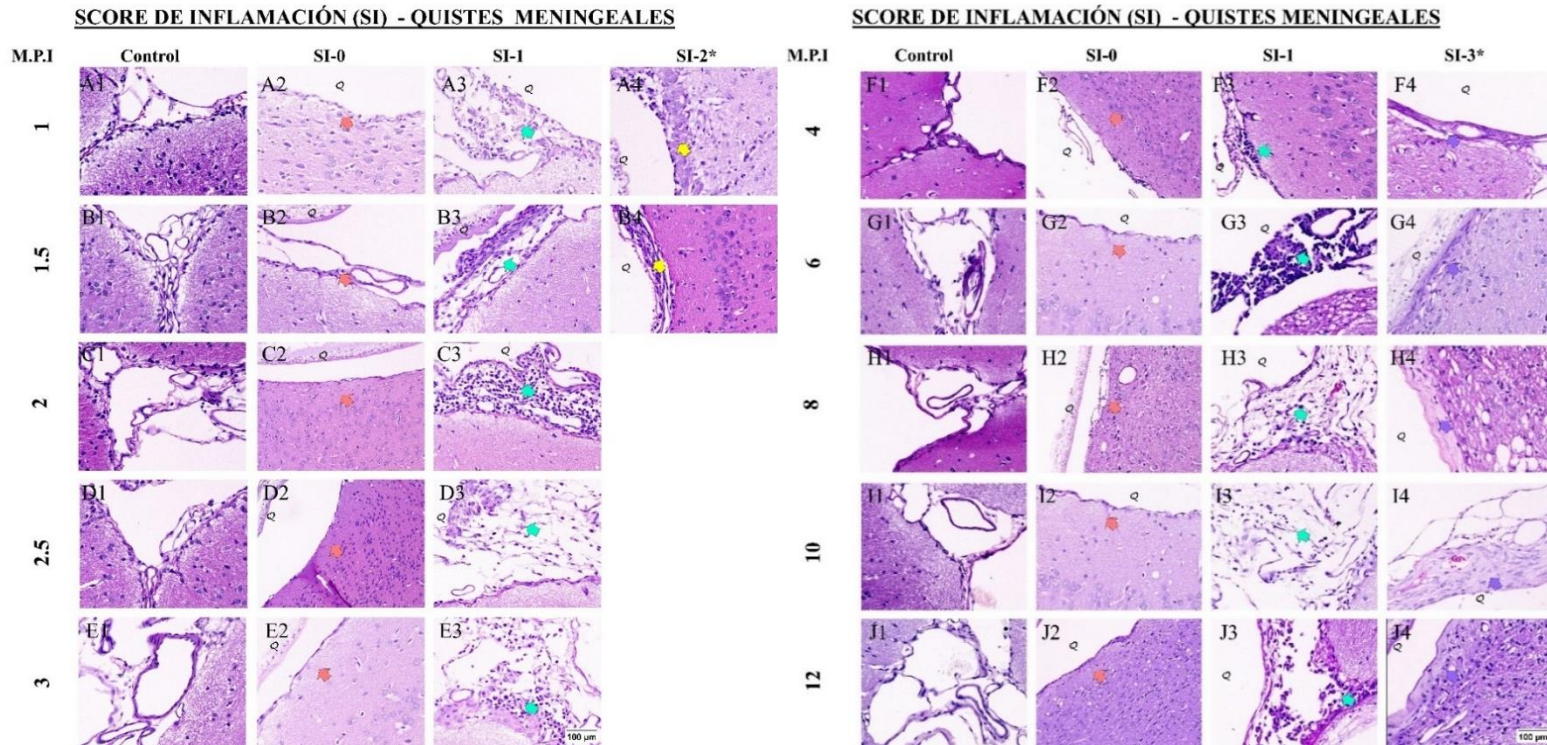 SCORE DE INFLAMACIÓN (SI) - QUISTES MENINGEALES
M.P.I Control SI-0 SI-1 SI-2*
1 A1 A2 Q A3 Q A4 Q
1.5 B1 B2 Q B3 Q B4 Q
2 C1 C2 Q C3 Q
2.5 D1 D2 Q D3 Q
3 E1 E2 Q E3
100 µm
SCORE DE INFLAMACIÓN (SI) - QUISTES MENINGEALES
M.P.I Control SI-0 SI-1 SI-3*
4 F1 F2 Q F3 Q F4 Q
6 G1 G2 Q G3 Q G4 Q
8 H1 H2 Q H3 Q H4 Q
10 I1 I2 Q I3 I4 Q
12 J1 J2 Q J3 Q J4 Q
100 µm